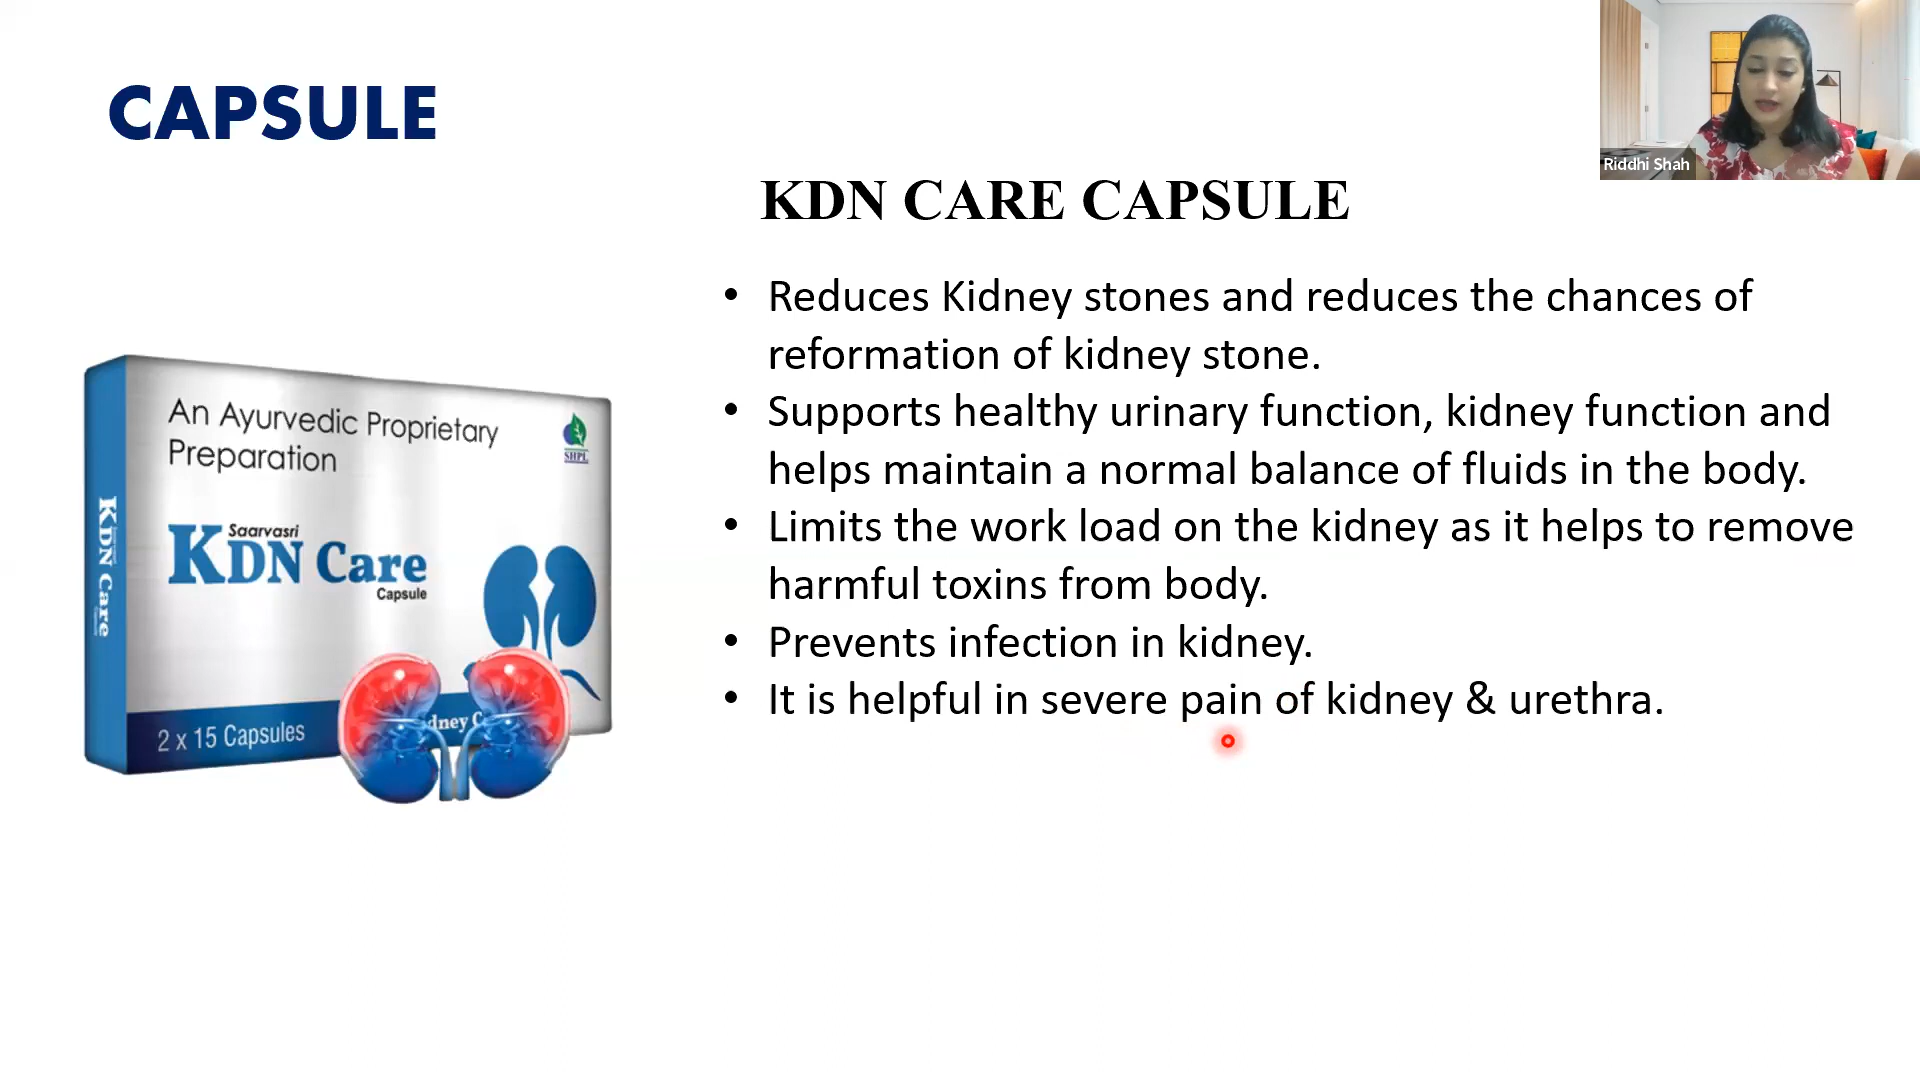 CAPSULE
Riddhi Shah
KDN CARE CAPSULE
• Reduces Kidney stones and reduces the chances of
reformation of kidney stone.
• Supports healthy urinary function, kidney function and
helps maintain a normal balance of fluids in the body.
• Limits the work load on the kidney as it helps to remove
harmful toxins from body.
• Prevents infection in kidney.
• It is helpful in severe pain of kidney & urethra.
An Ayurvedic Proprietary
Preparation
SHPL
Saarvasri
KDN Care
Capsule
KDN Care
2 x 15 Capsules